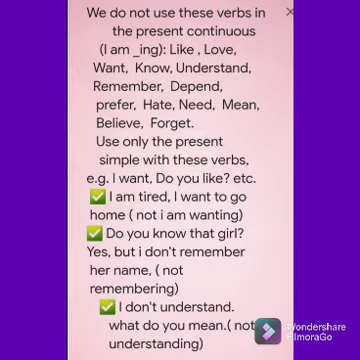 We do not use these verbs in
the present continuous
(I am _ing): Like , Love,
Want, Know, Understand,
Remember, Depend,
prefer, Hate, Need, Mean,
Believe, Forget.
Use only the present
simple with these verbs,
e.g. I want, Do you like? etc.
✅ I am tired, I want to go
home ( not i am wanting)
✅ Do you know that girl?
Yes, but i don't remember
her name, ( not
remembering)
✅ I don't understand.
what do you mean.( not
understanding)
Wondershare
FilmoraGo